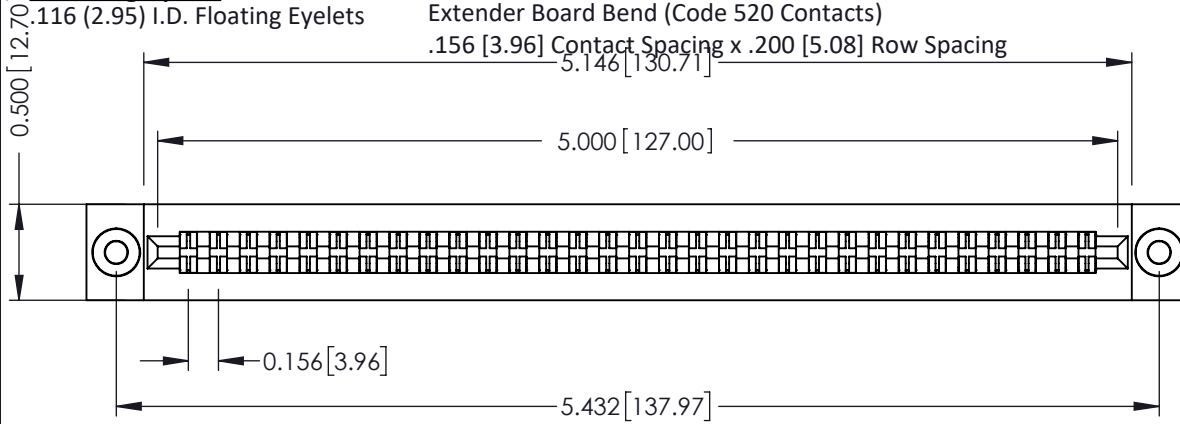 .116 (2.95) I.D. Floating Eyelets
Extender Board Bend (Code 520 Contacts)
.156 [3.96] Contact Spacing x .200 [5.08] Row Spacing
0.500 [12.70
5.146[130.71]
5.000 [127.00]
0.156[3.96]
5.432[137.97]